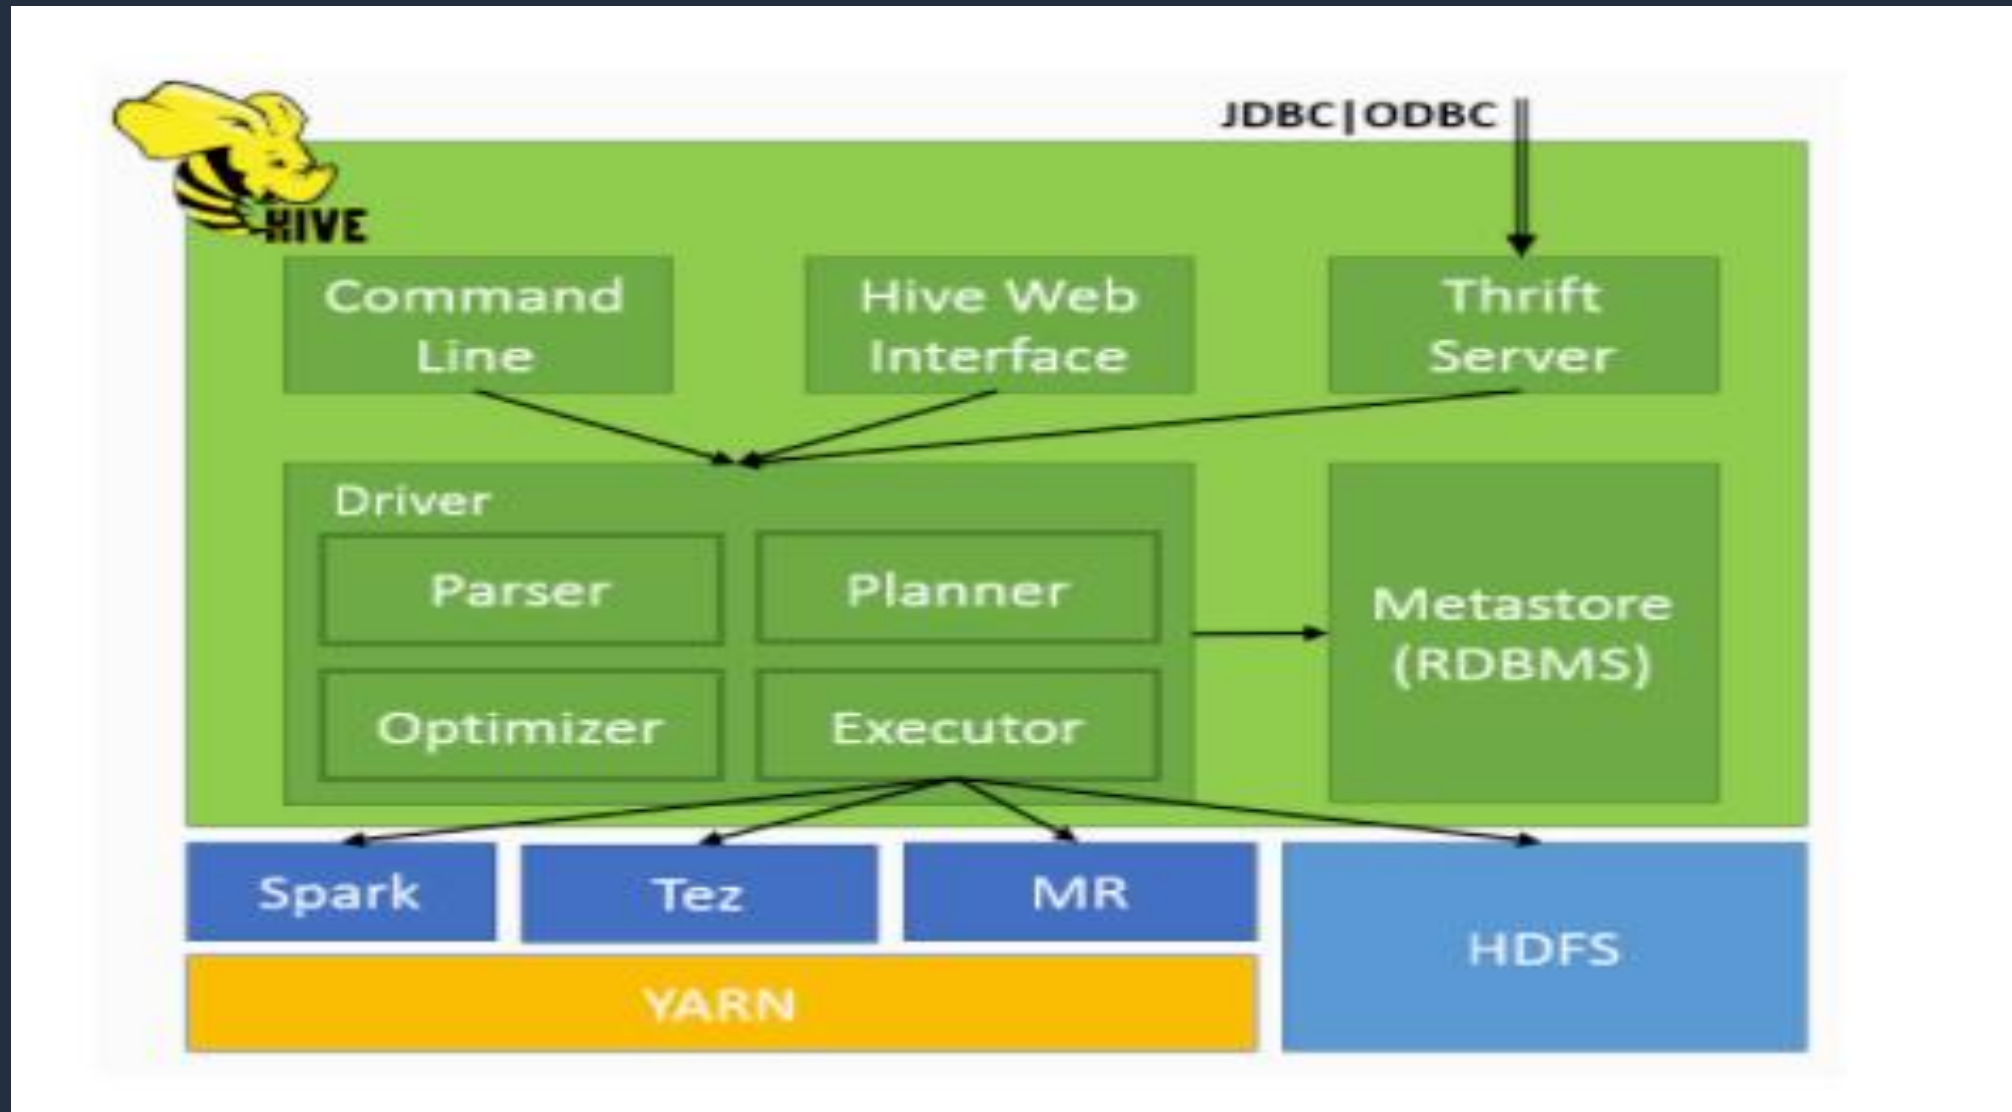 JDBC|ODBC
HIVE
Command
Line
Hive Web
Interface
Thrift
Server
Driver
Parser
Planner
Optimizer
Executor
Metastore
(RDBMS)
Spark
Tez
MR
HDFS
YARN